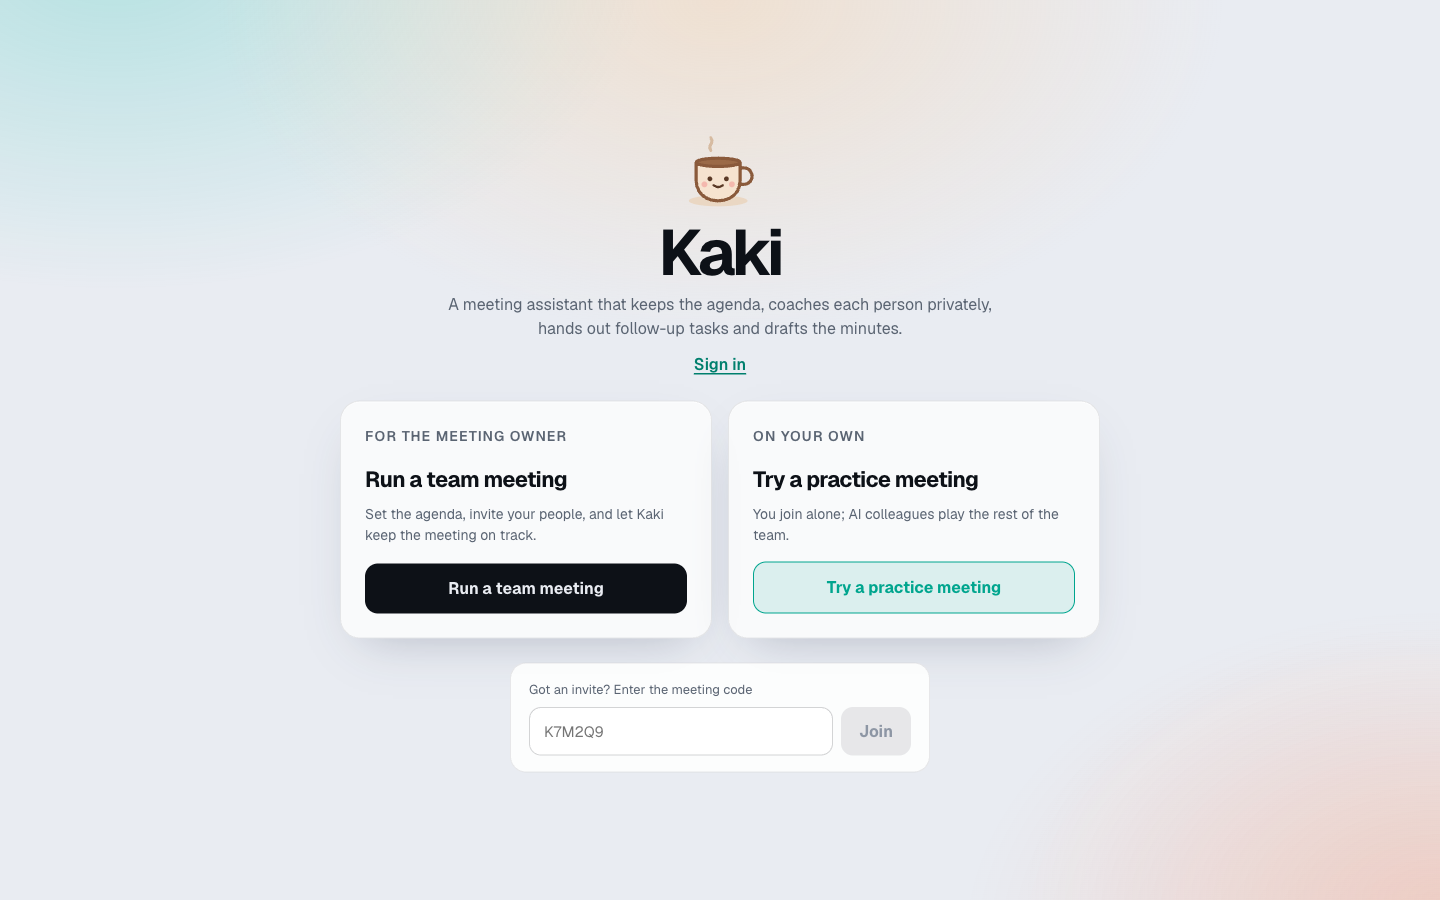 Kaki
A meeting assistant that keeps the agenda, coaches each person privately,
hands out follow-up tasks and drafts the minutes.
Sign in
FOR THE MEETING OWNER
Run a team meeting
Set the agenda, invite your people, and let Kaki
keep the meeting on track.
Run a team meeting
ON YOUR OWN
Try a practice meeting
You join alone; AI colleagues play the rest of the
team.
Try a practice meeting
Got an invite? Enter the meeting code
K7M2Q9
Join